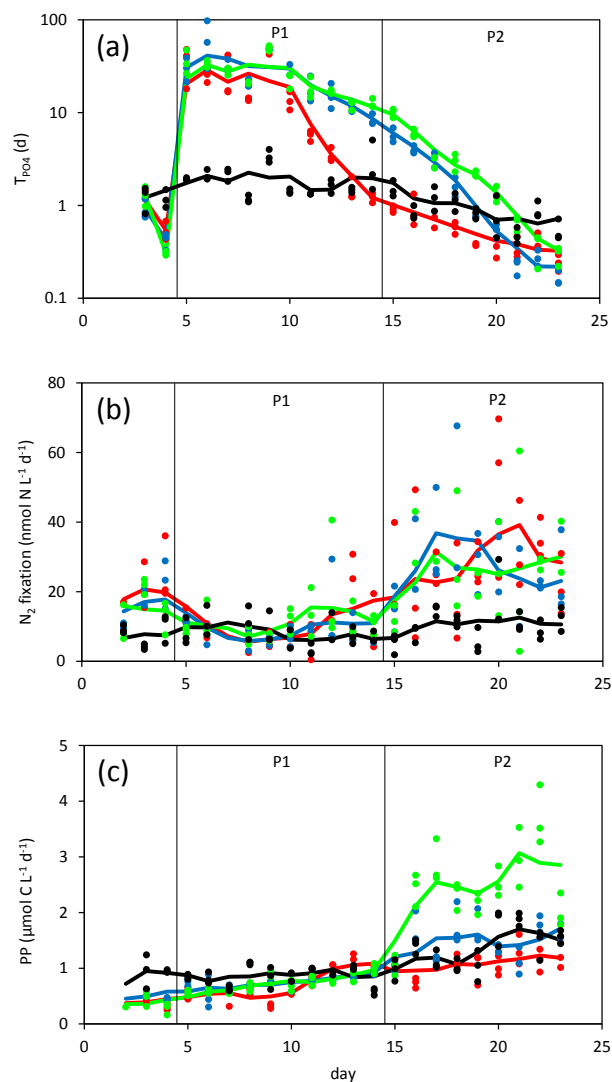 (a)
P1
P2
T_PO4 (d)
100
10
1
0.1
0 5 10 15 20 25
(b)
P1
P2
N2 fixation (nmol N L-1 d-1)
80
60
40
20
0
0 5 10 15 20 25
(c)
P1
P2
PP (µmol C L-1 d-1)
5
4
3
2
1
0
0 5 10 15 20 25
day